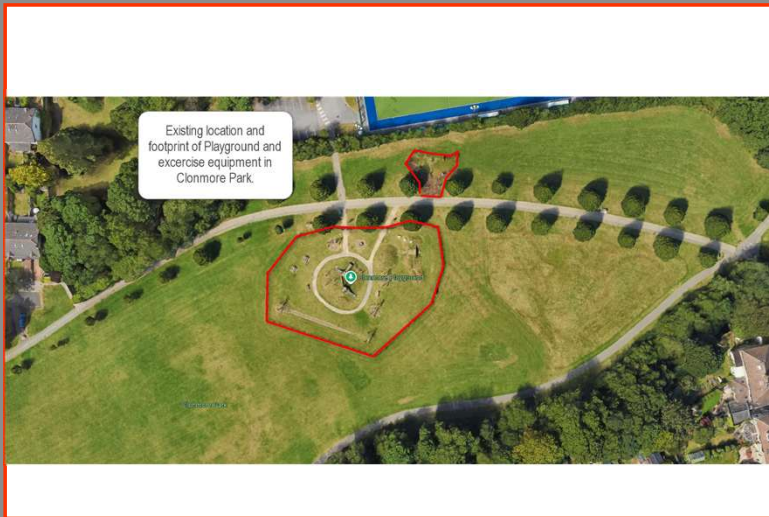 Existing location and
footprint of Playground and
excercise equipment in
Clonmore Park.